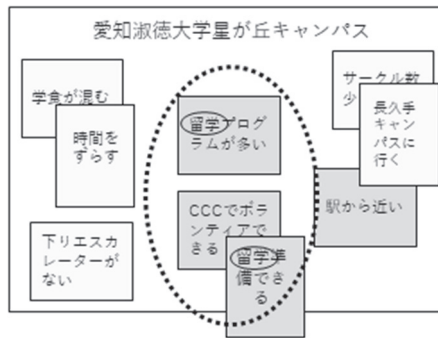 愛知淑徳大学星が丘キャンパス
学食が混む
時間を
ずらす
下りエスカ
レーターが
ない
留学プログ
ラムが多い
CCCでボラ
ンティアで
きる
留学準
備でき
る
サークル数
少
長久手
キャン
パスに
行く
駅から近い